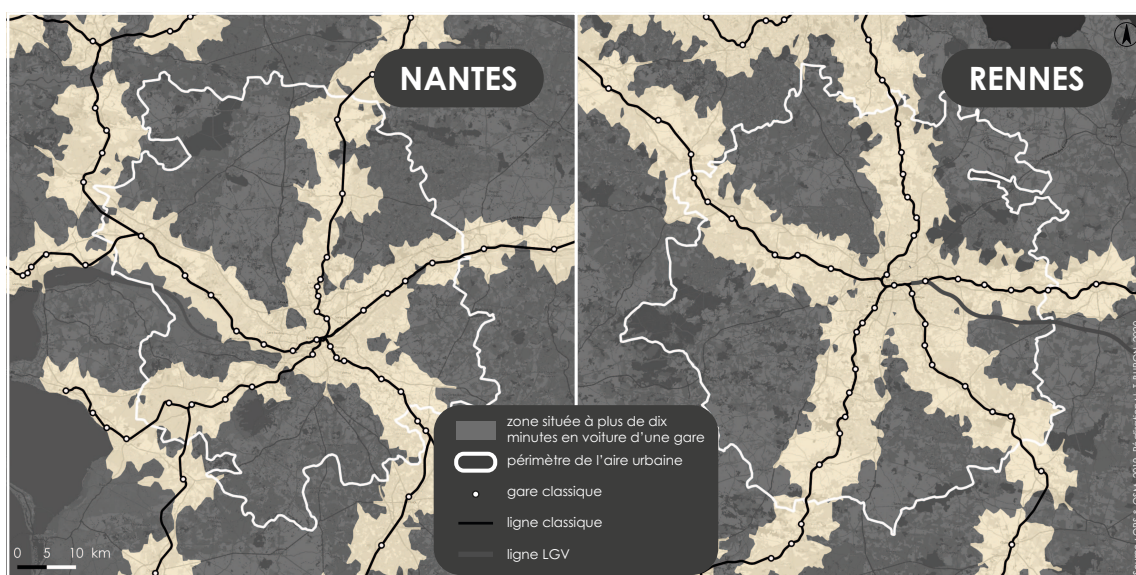 NANTES
RENNES
zone située à plus de dix
minutes en voiture d'une gare
périmètre de l'aire urbaine
gare classique
ligne classique
ligne LGV
0 5 10 km